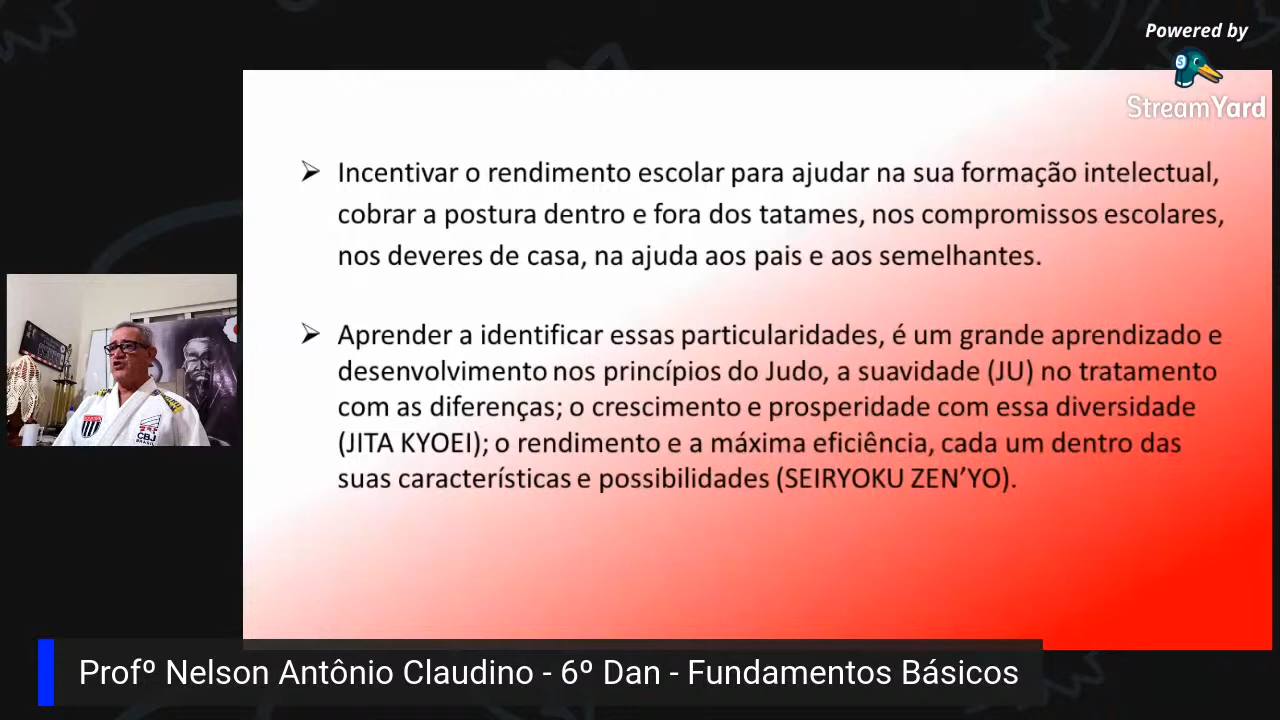 Powered by
StreamYard
Incentivar o rendimento escolar para ajudar na sua formação intelectual,
cobrar a postura dentro e fora dos tatames, nos compromissos escolares,
nos deveres de casa, na ajuda aos pais e aos semelhantes.
Aprender a identificar essas particularidades, é um grande aprendizado e
desenvolvimento nos princípios do Judo, a suavidade (JU) no tratamento
com as diferenças; o crescimento e prosperidade com essa diversidade
(JITA KYOEI); o rendimento e a máxima eficiência, cada um dentro das
suas características e possibilidades (SEIRYOKU ZEN’YO).
CBJ
Profº Nelson Antônio Claudino - 6º Dan - Fundamentos Básicos